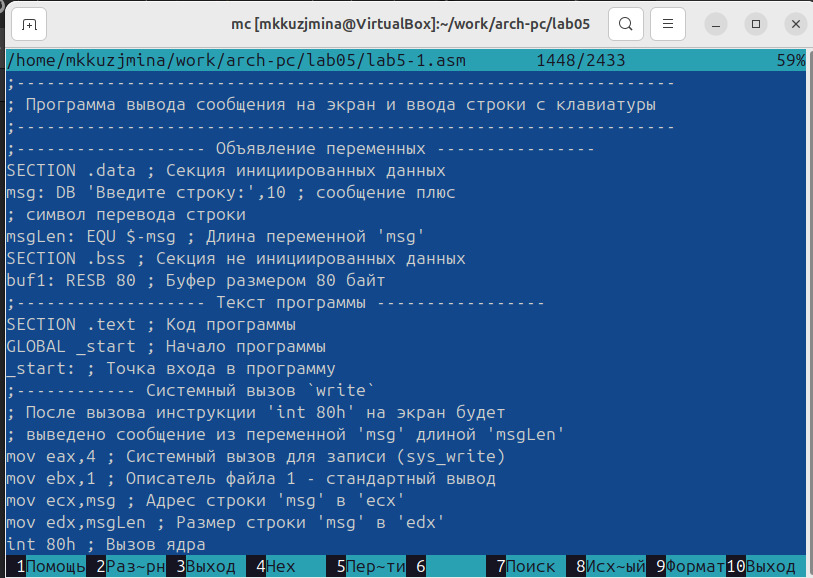 mc [mkkuzjmina@VirtualBox]:~/work/arch-pc/lab05
/home/mkkuzjmina/work/arch-pc/lab05/lab5-1.asm 1448/2433 59%
;------------------------------------------------------------------
; Программа вывода сообщения на экран и ввода строки с клавиатуры
;------------------------------------------------------------------
;------------------- Объявление переменных ----------------
SECTION .data ; Секция инициированных данных
msg: DB 'Введите строку:',10 ; сообщение плюс
; символ перевода строки
msgLen: EQU $-msg ; Длина переменной 'msg'
SECTION .bss ; Секция не инициированных данных
buf1: RESB 80 ; Буфер размером 80 байт
;------------------- Текст программы -----------------
SECTION .text ; Код программы
GLOBAL _start ; Начало программы
_start: ; Точка входа в программу
;------------ Системный вызов `write`
; После вызова инструкции 'int 80h' на экран будет
; выведено сообщение из переменной 'msg' длиной 'msgLen'
mov eax,4 ; Системный вызов для записи (sys_write)
mov ebx,1 ; Описатель файла 1 - стандартный вывод
mov ecx,msg ; Адрес строки 'msg' в 'ecx'
mov edx,msgLen ; Размер строки 'msg' в 'edx'
int 80h ; Вызов ядра
1Помощь 2Раз~рн 3Выход 4Hex 5Пер~ти 6 7Поиск 8Исх~ый 9Формат 10Выход